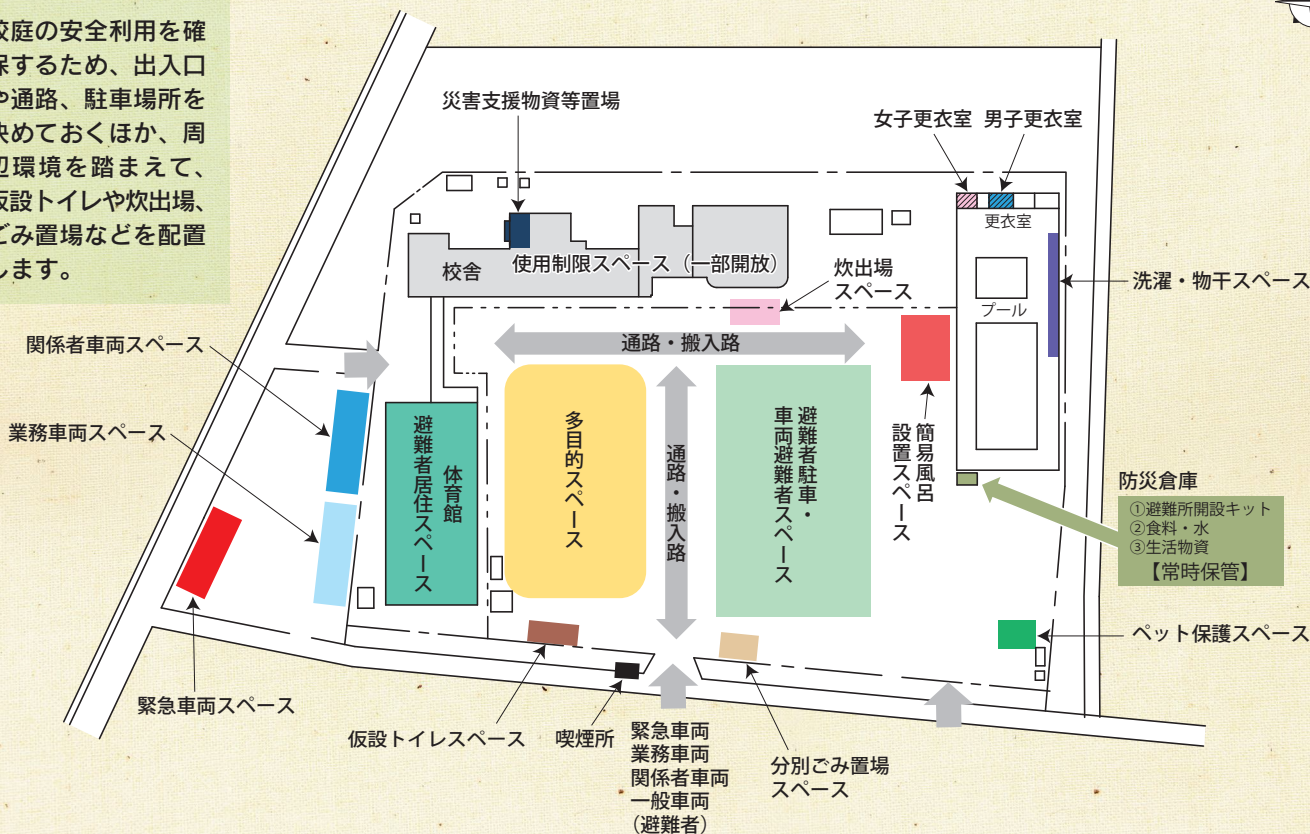 校庭の安全利用を確
保するため、出入口
や通路、駐車場所を
決めておくほか、周
辺環境を踏まえて、
仮設トイレや炊出場、
ごみ置場などを配置
します。
災害支援物資等置場
女子更衣室
男子更衣室
更衣室
校舎
使用制限スペース（一部開放）
炊出場
スペース
プール
洗濯・物干スペース
関係者車両スペース
通路・搬入路
業務車両スペース
体育館
避難者居住スペース
多目的スペース
通路・搬入路
避難者駐車・
車両避難者スペース
簡易風呂
設置スペース
防災倉庫
①避難所開設キット
②食料・水
③生活物資
【常時保管】
ペット保護スペース
緊急車両スペース
仮設トイレスペース
喫煙所
緊急車両
業務車両
関係者車両
一般車両
（避難者）
分別ごみ置場
スペース